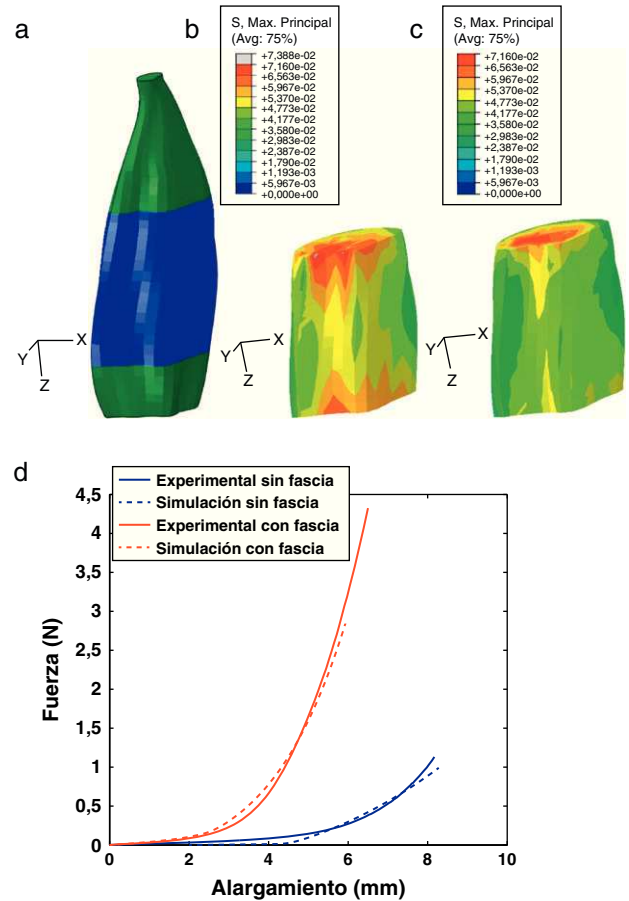 a
b
S, Max. Principal
(Avg: 75%)
+7,388e-02
+7,160e-02
+6,563e-02
+5,967e-02
+5,370e-02
+4,773e-02
+4,177e-02
+3,580e-02
+2,983e-02
+2,387e-02
+1,790e-02
+1,193e-03
+5,967e-03
+0,000e+00
c
S, Max. Principal
(Avg: 75%)
+7,160e-02
+6,563e-02
+5,967e-02
+5,370e-02
+4,773e-02
+4,177e-02
+3,580e-02
+2,983e-02
+2,387e-02
+1,790e-02
+1,193e-03
+5,967e-03
+0,000e+00
X
Y
Z
X
Y
Z
X
Y
Z
d
Experimental sin fascia
Simulación sin fascia
Experimental con fascia
Simulación con fascia
Fuerza (N)
4,5
4
3,5
3
2,5
2
1,5
1
0,5
0
0 2 4 6 8 10
Alargamiento (mm)